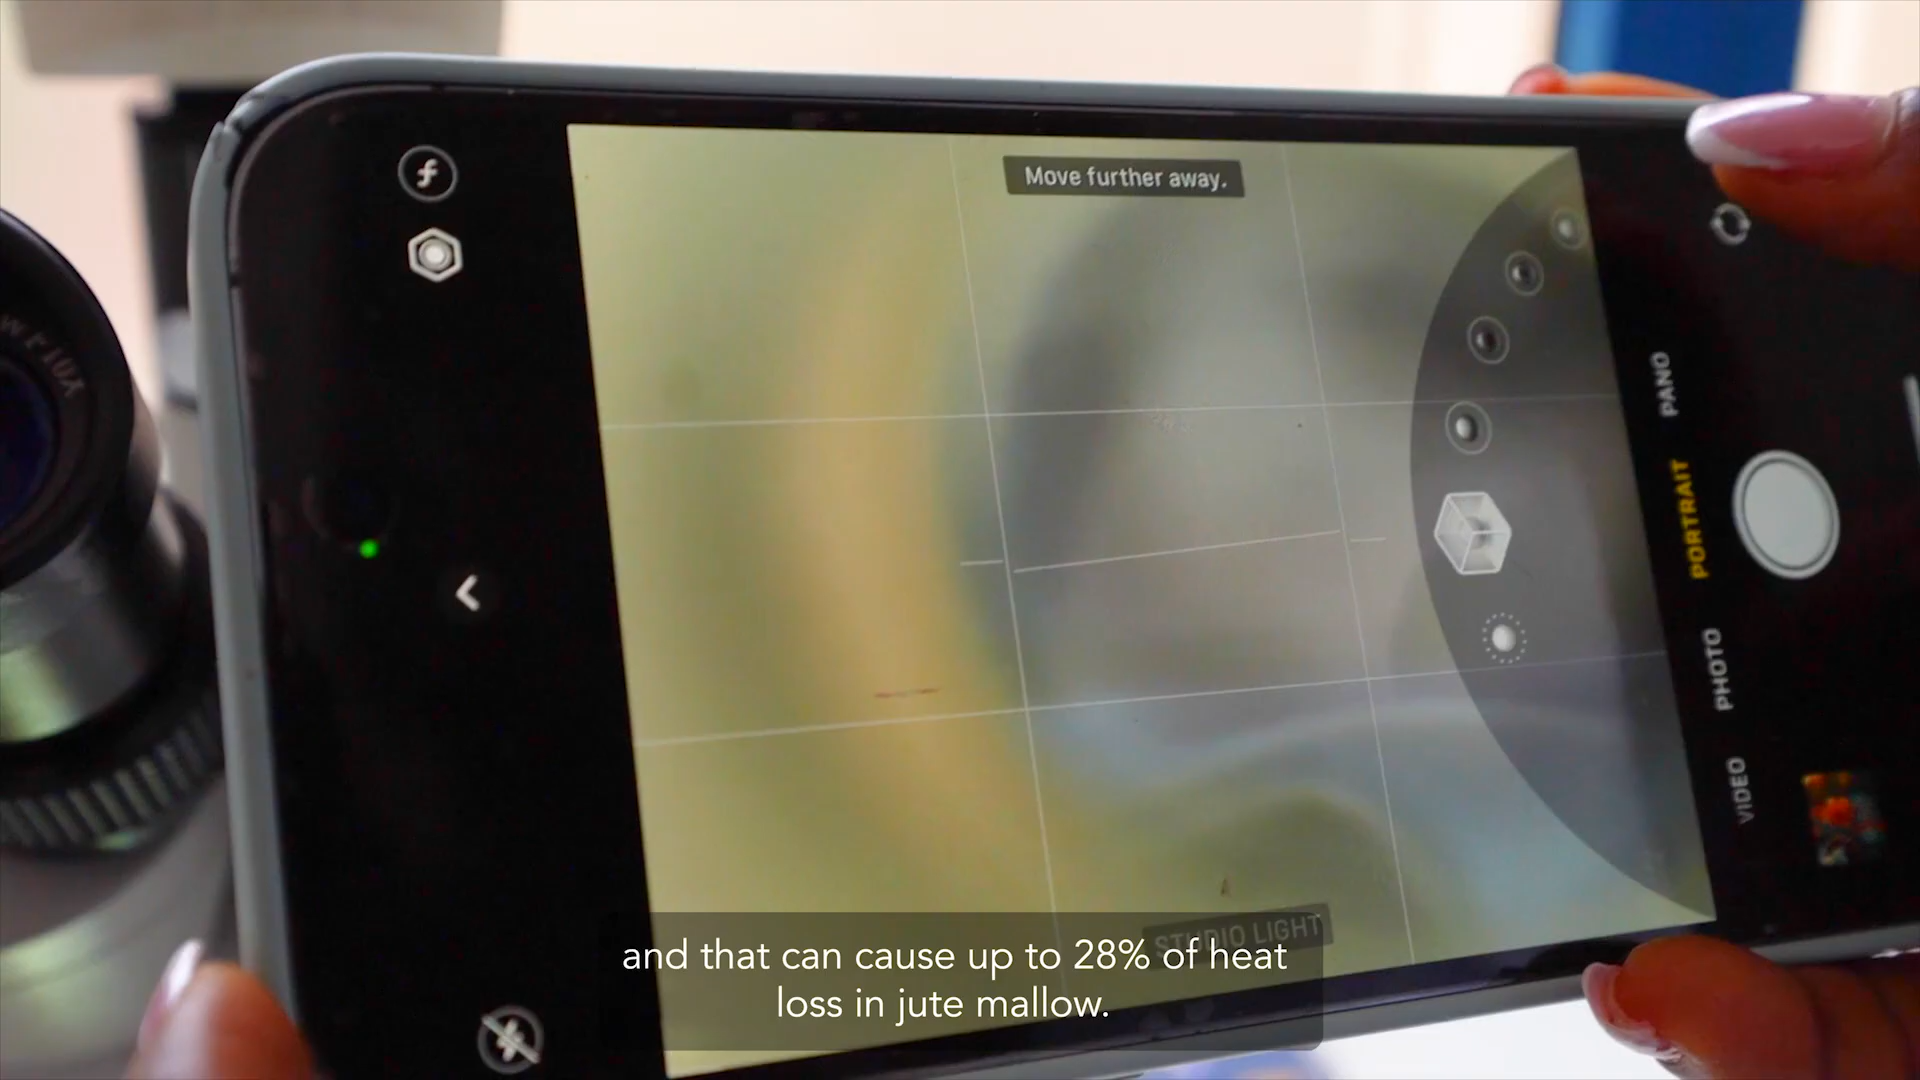 Move further away.
PANO
PORTRAIT
PHOTO
VIDEO
STUDIO LIGHT
and that can cause up to 28% of heat
loss in jute mallow.